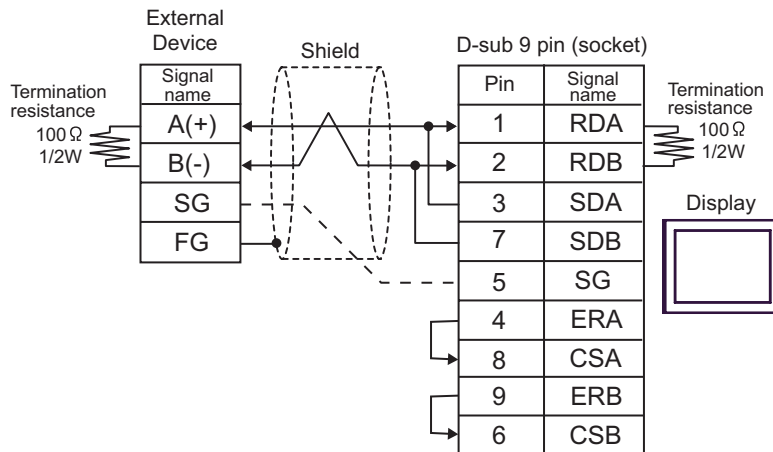 External
Device
Shield
D-sub 9 pin (socket)
Termination
resistance
100Ω
1/2W
Signal
name
A(+)
B(-)
SG
FG
Pin
Signal
name
1 RDA
2 RDB
3 SDA
7 SDB
5 SG
4 ERA
8 CSA
9 ERB
6 CSB
Termination
resistance
100Ω
1/2W
Display